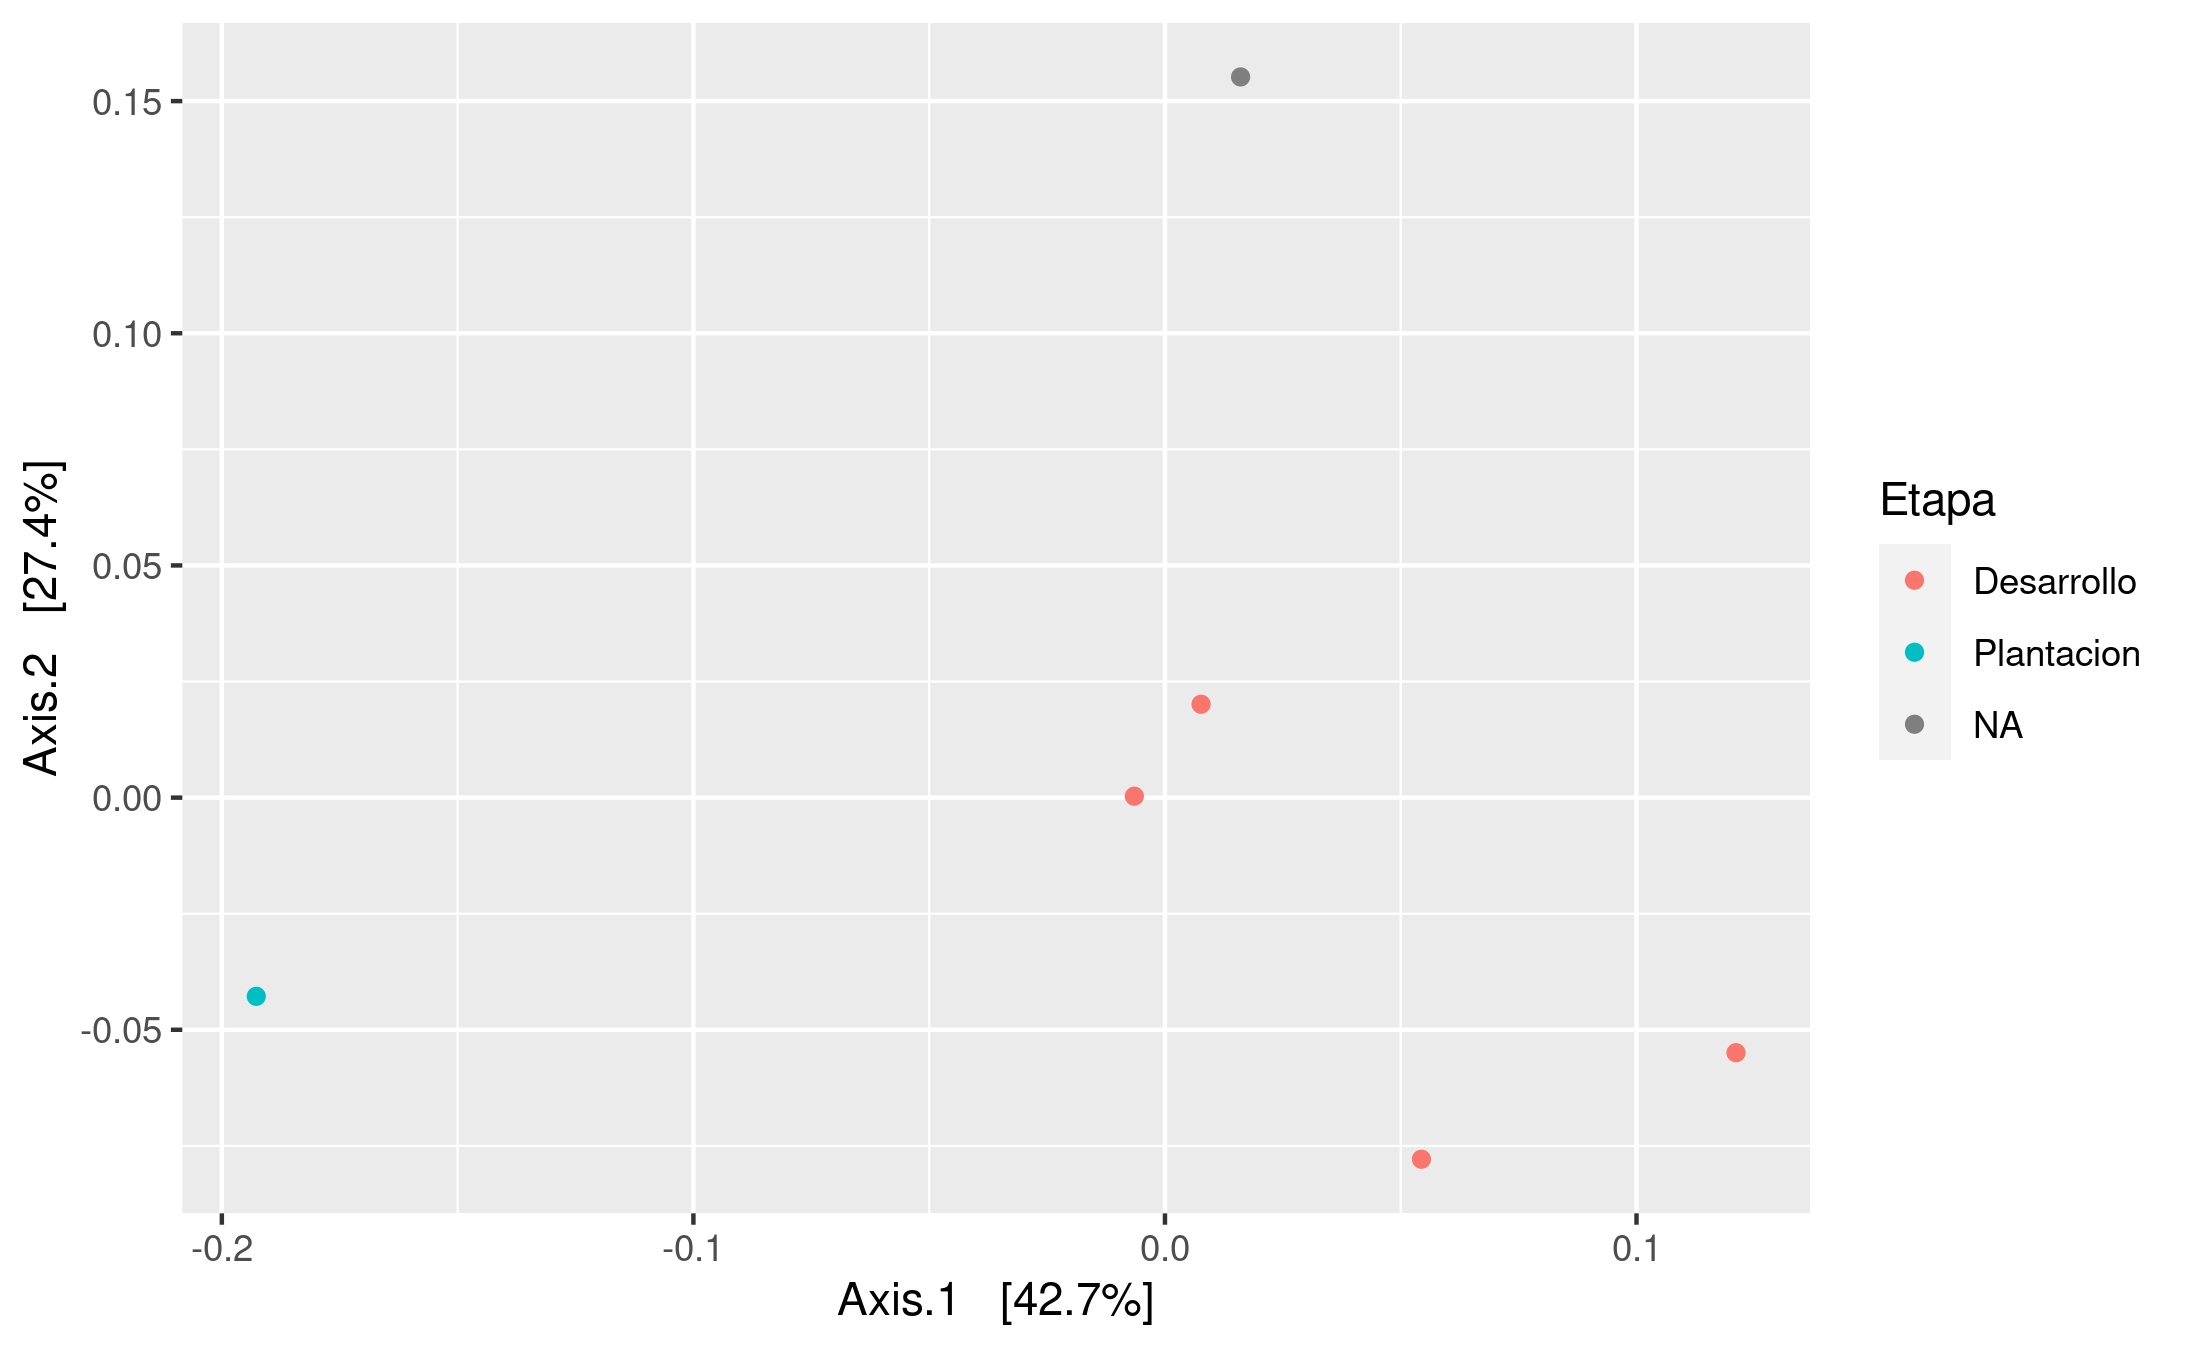 0.15
0.10
0.05
0.00
-0.05
-0.2
-0.1
0.0
0.1
Axis.1 [42.7%]
Axis.2 [27.4%]
Etapa
Desarrollo
Plantacion
NA